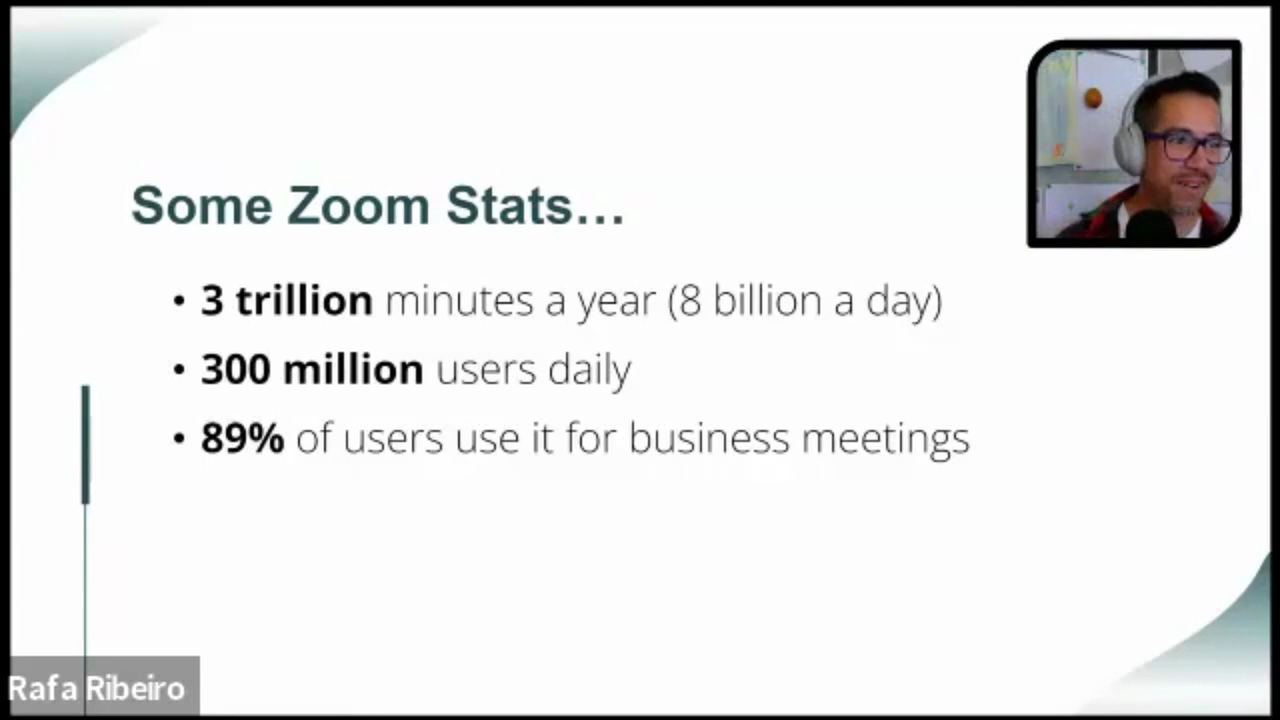 Some Zoom Stats…
• 3 trillion minutes a year (8 billion a day)
• 300 million users daily
• 89% of users use it for business meetings
Rafa Ribeiro